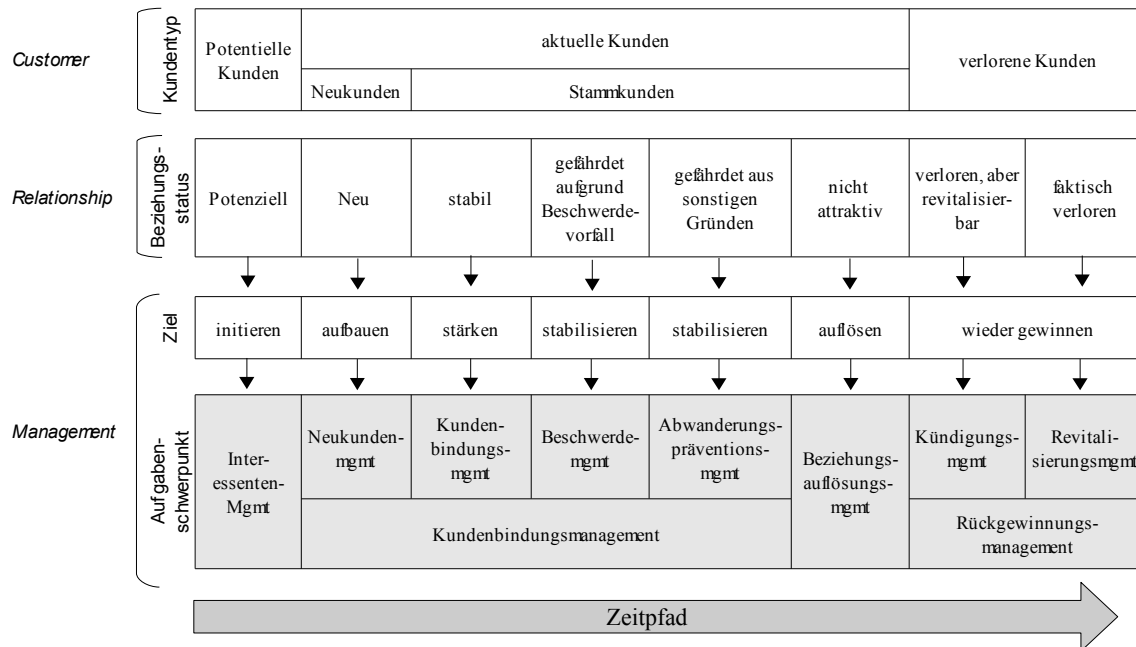 Customer
Kundentyp
Potentielle
Kunden
aktuelle Kunden
Neukunden
Stammkunden
verlorene Kunden
Relationship
Beziehungs-
status
Potenziell
Neu
stabil
gefährdet
aufgrund
Beschwerde-
vorfall
gefährdet aus
sonstigen
Gründen
nicht
attraktiv
verloren, aber
revitalisier-
bar
faktisch
verloren
Management
Ziel
initieren
aufbauen
stärken
stabilisieren
stabilisieren
auflösen
wieder gewinnen
Aufgaben-
schwerpunkt
Inter-
essenten-
Mgmt
Neukunden-
mgmt
Kunden-
bindungs-
mgmt
Beschwerde-
mgmt
Abwanderungs-
präventions-
mgmt
Kundenbindungsmanagement
Beziehungs-
auflösungs-
mgmt
Kündigungs-
mgmt
Revitali-
sierungsmgmt
Rückgewinnungs-
management
Zeitpfad